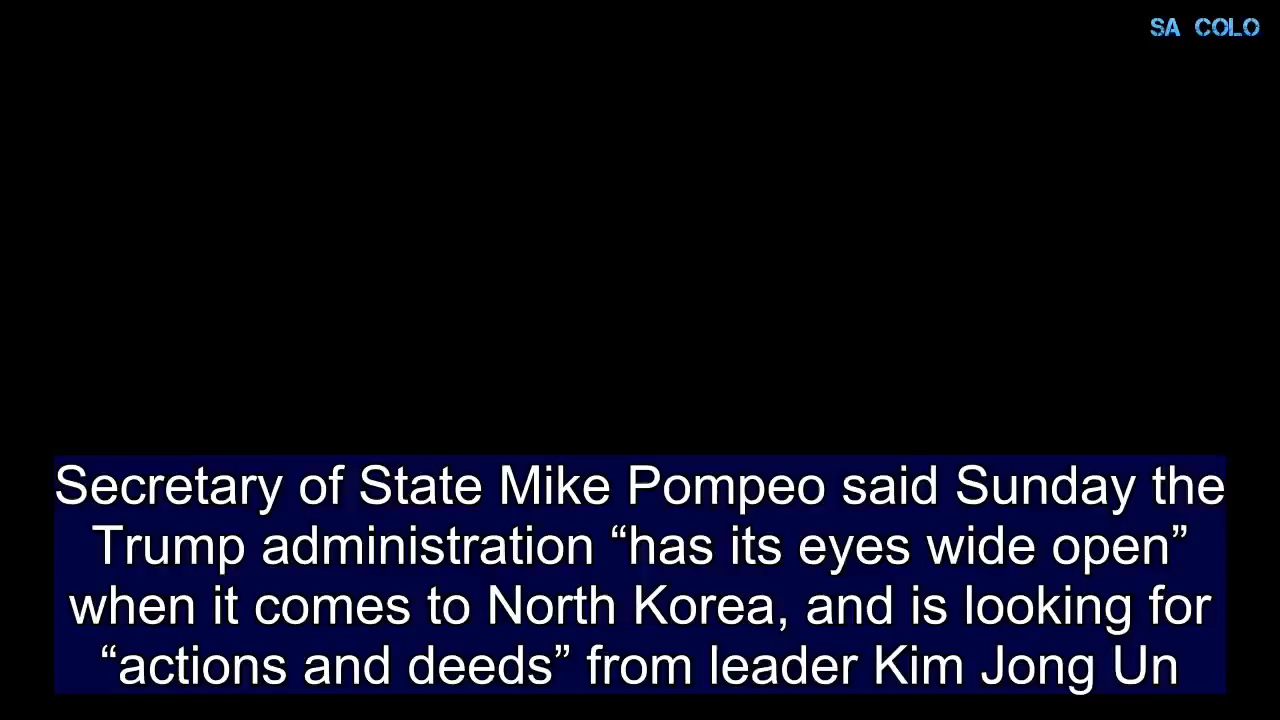 SA COLO
Secretary of State Mike Pompeo said Sunday the
Trump administration “has its eyes wide open”
when it comes to North Korea, and is looking for
“actions and deeds” from leader Kim Jong Un